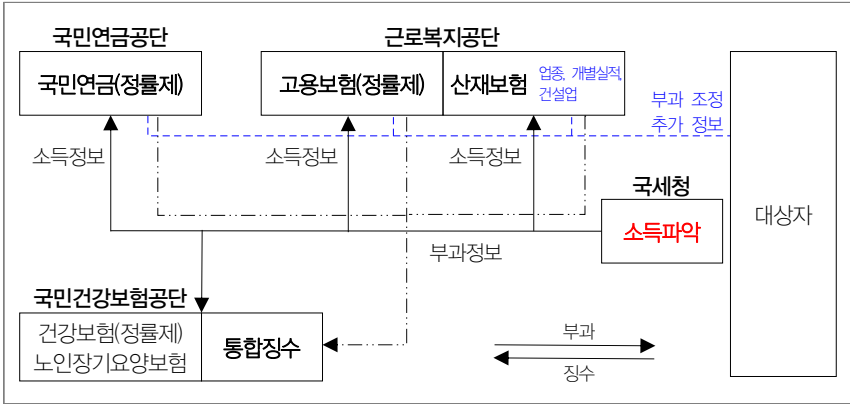 국민연금공단
근로복지공단
국민연금(정률제)
고용보험(정률제)
산재보험
업종, 개별실적,
건설업
부과 조정
추가 정보
소득정보
소득정보
소득정보
국세청
소득파악
대상자
부과정보
국민건강보험공단
건강보험(정률제)
노인장기요양보험
통합징수
부과
징수